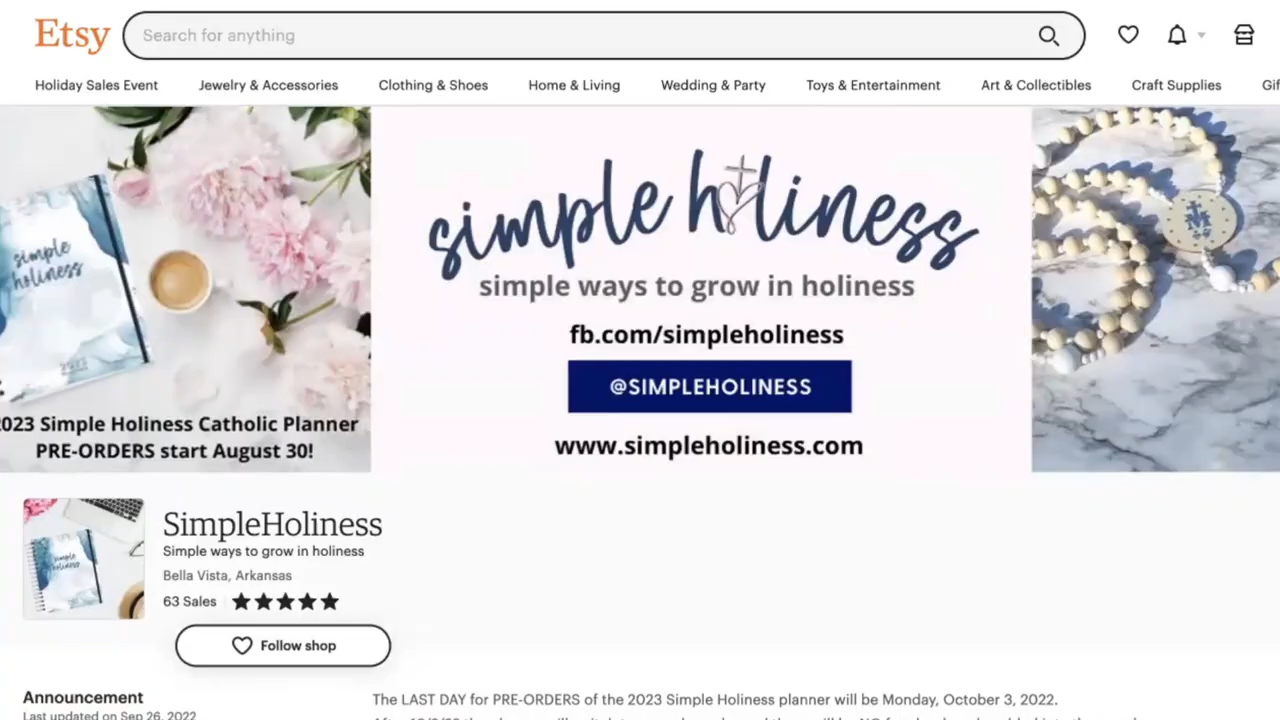 Etsy
Search for anything
Holiday Sales Event Jewelry & Accessories Clothing & Shoes Home & Living Wedding & Party Toys & Entertainment Art & Collectibles Craft Supplies
simple holiness
simple ways to grow in holiness
fb.com/simpleholiness
@SIMPLEHOLINESS
www.simpleholiness.com
simple
holiness
2023 Simple Holiness Catholic Planner
PRE-ORDERS start August 30!
simple
holiness
SimpleHoliness
Simple ways to grow in holiness
Bella Vista, Arkansas
63 Sales
Follow shop
Announcement
Last updated on Sep 26, 2022
The LAST DAY for PRE-ORDERS of the 2023 Simple Holiness planner will be Monday, October 3, 2022.